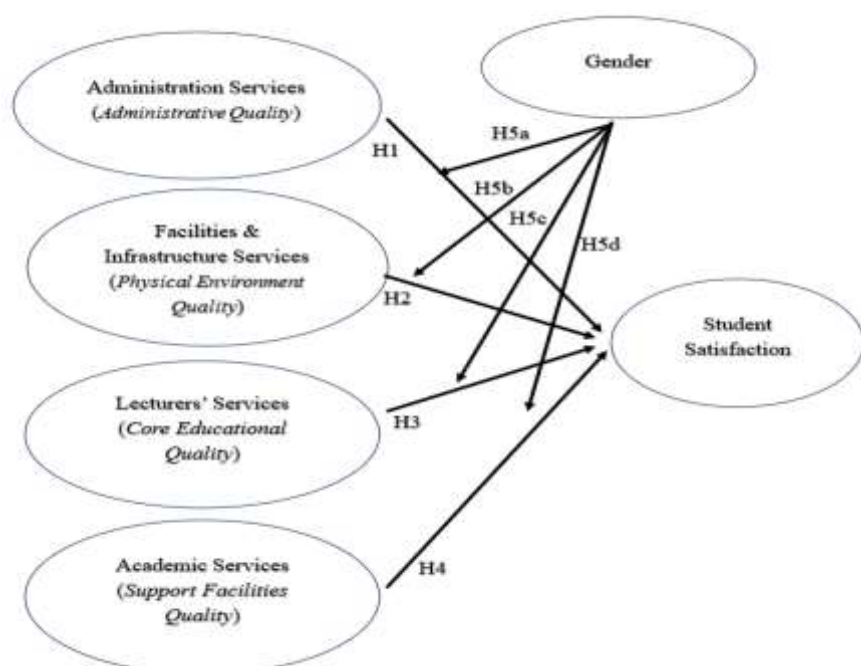 Administration Services
(Administrative Quality)
Gender
H5a
H1
H5b
H5c
H5d
Facilities &
Infrastructure Services
(Physical Environment
Quality)
H2
Student
Satisfaction
Lecturers' Services
(Core Educational
Quality)
H3
Academic Services
(Support Facilities
Quality)
H4